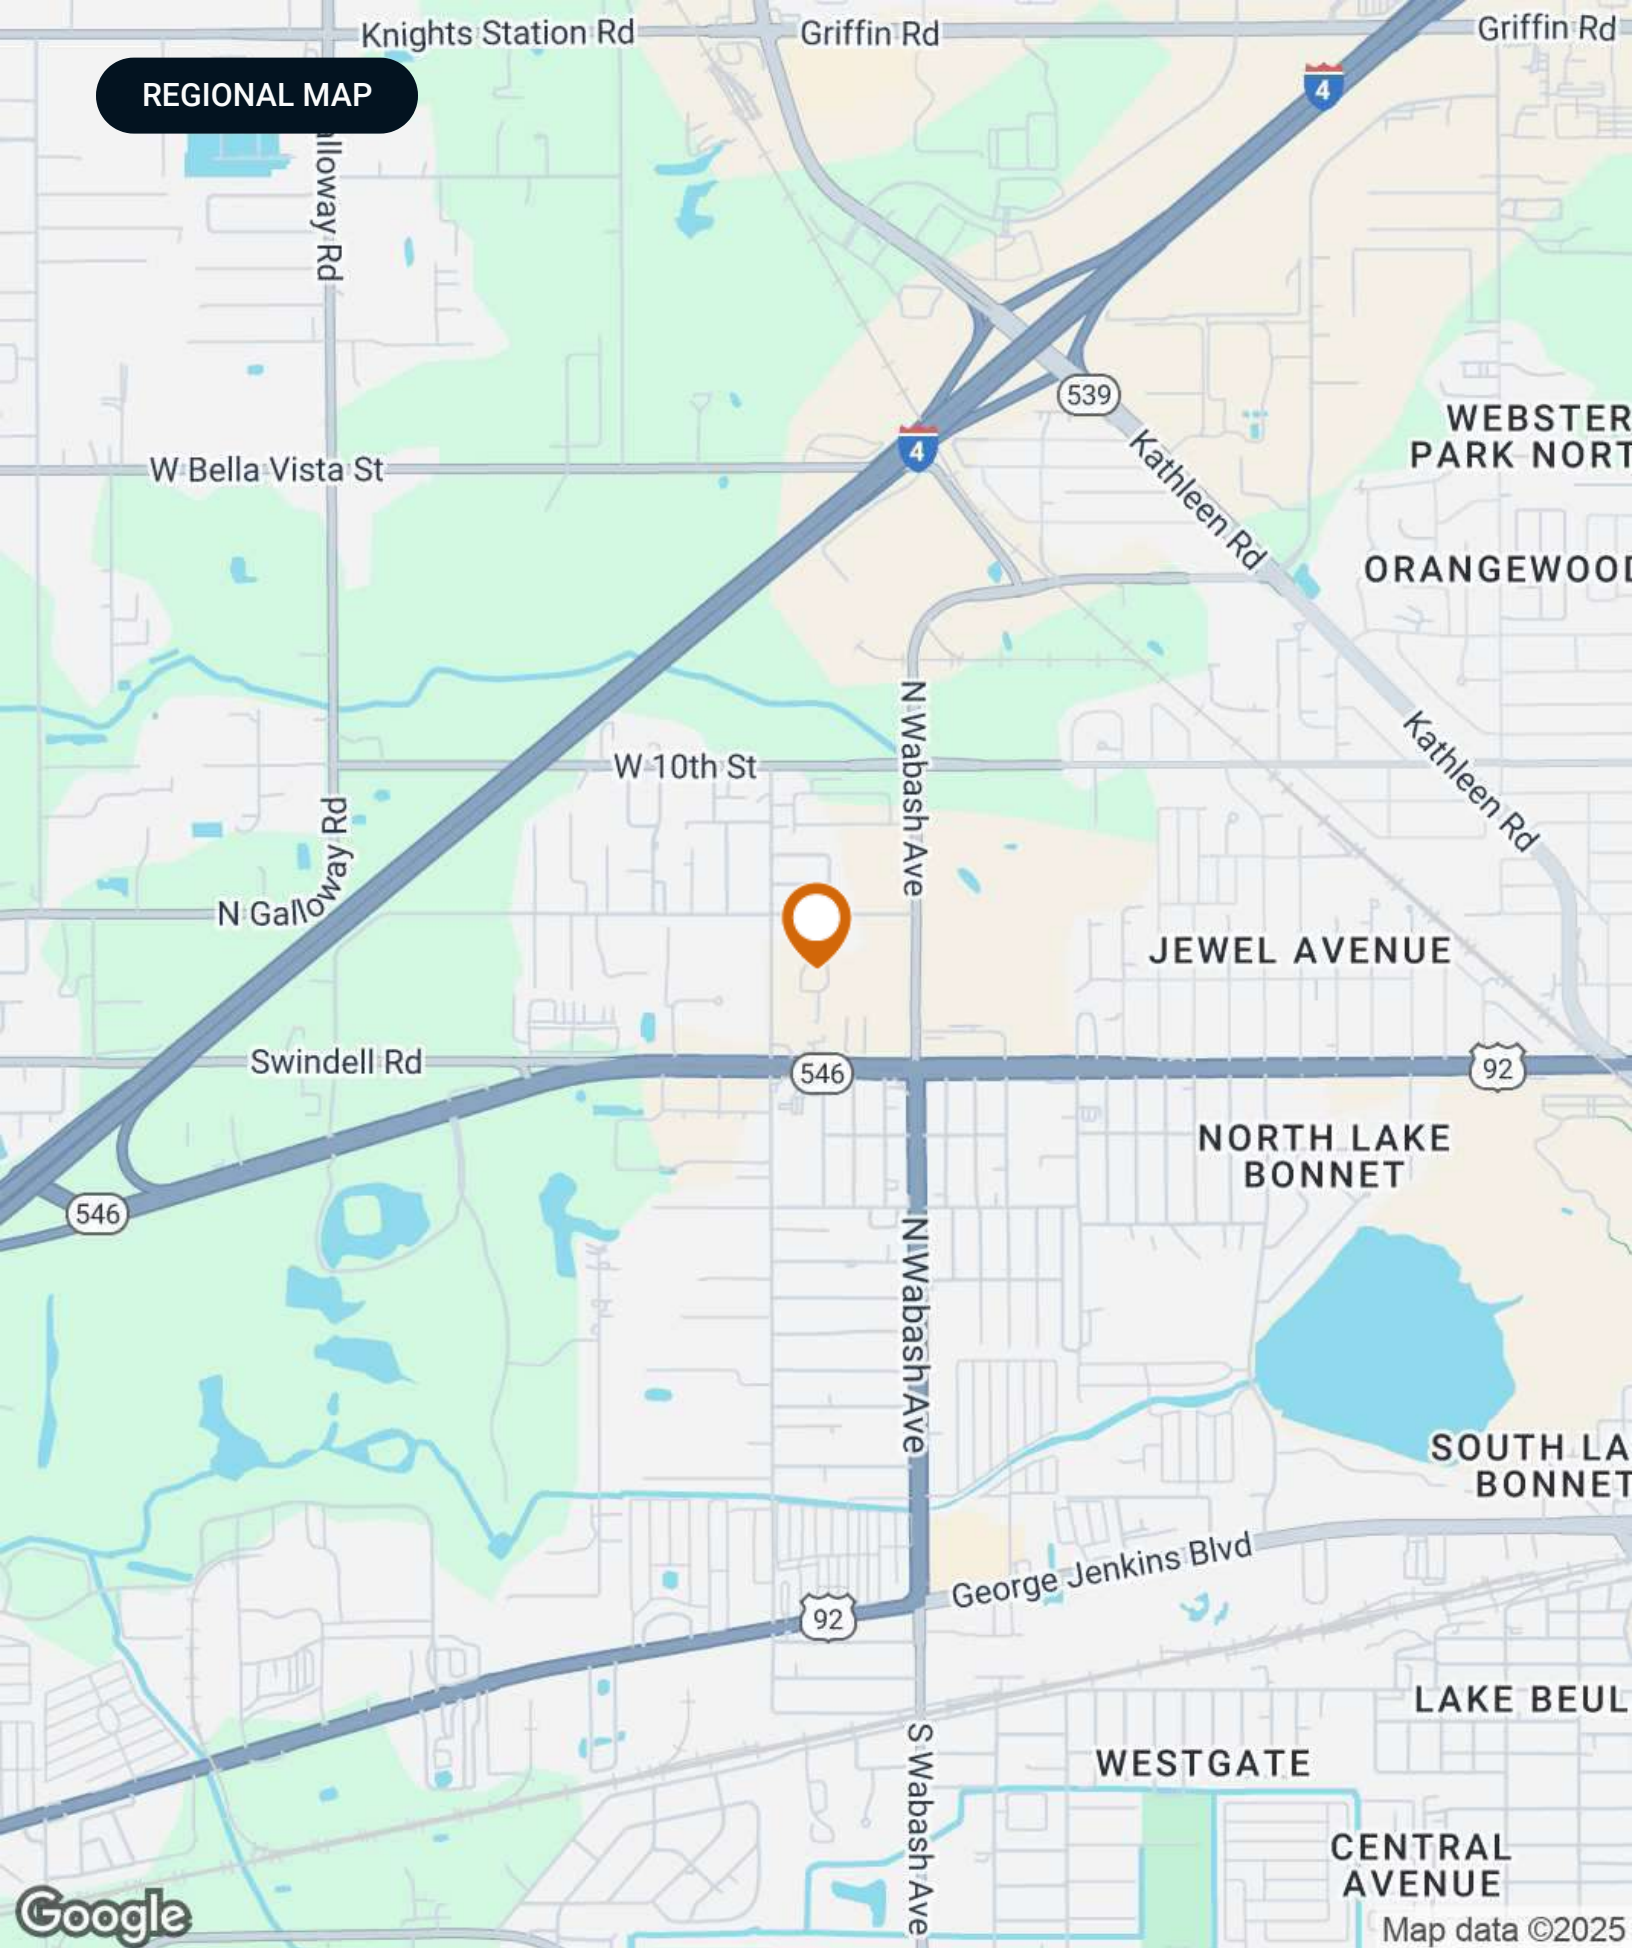 Knights Station Rd
Griffin Rd
Griffin Rd
REGIONAL MAP
4
alloway Rd
539
WEBSTER
PARK NORT
4
W Bella Vista St
Kathleen Rd
ORANGEWOOD
N Wabash Ave
Kathleen Rd
W 10th St
N Galloway Rd
JEWEL AVENUE
Swindell Rd
546
92
NORTH LAKE
BONNET
546
N Wabash Ave
SOUTH LA
BONNET
George Jenkins Blvd
92
LAKE BEUL
S Wabash Ave
WESTGATE
CENTRAL
AVENUE
Google
Map data ©2025